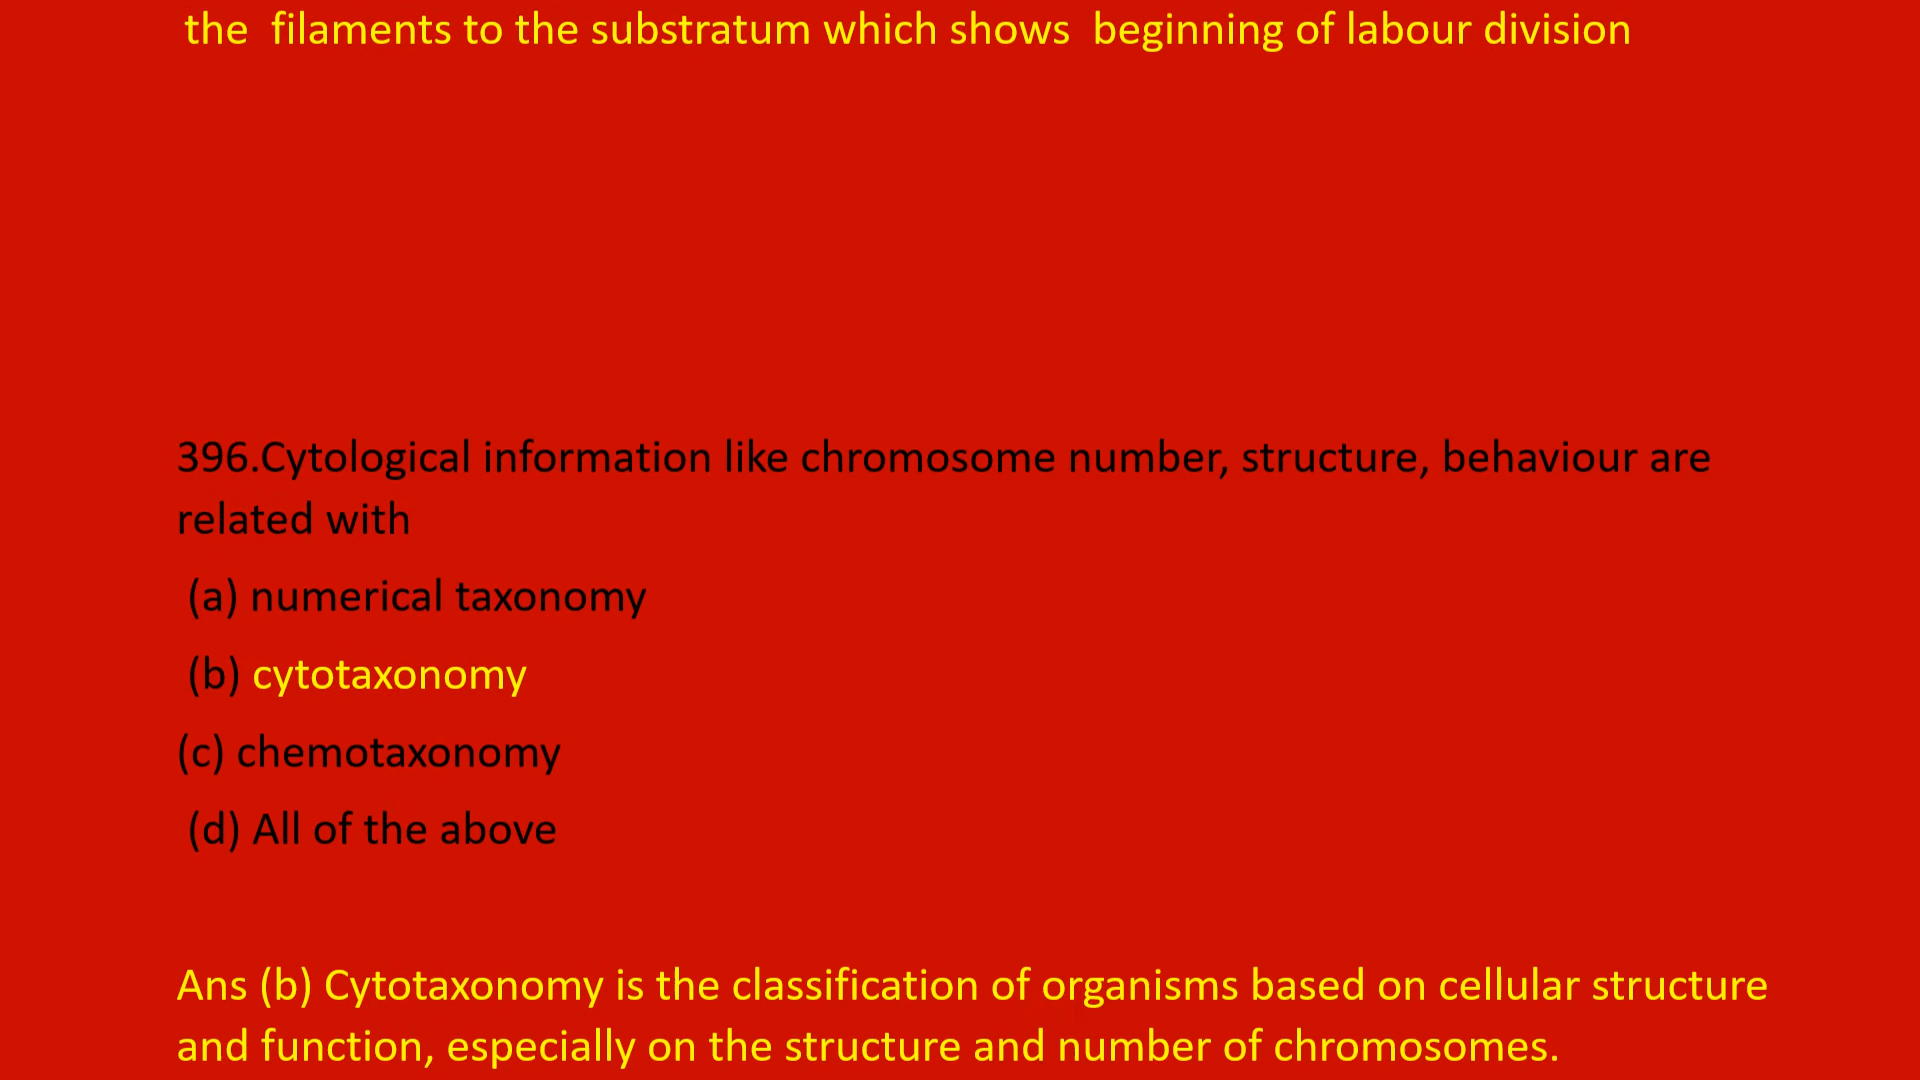 the filaments to the substratum which shows beginning of labour division
396.Cytological information like chromosome number, structure, behaviour are
related with
(a) numerical taxonomy
(b) cytotaxonomy
(c) chemotaxonomy
(d) All of the above
Ans (b) Cytotaxonomy is the classification of organisms based on cellular structure
and function, especially on the structure and number of chromosomes.